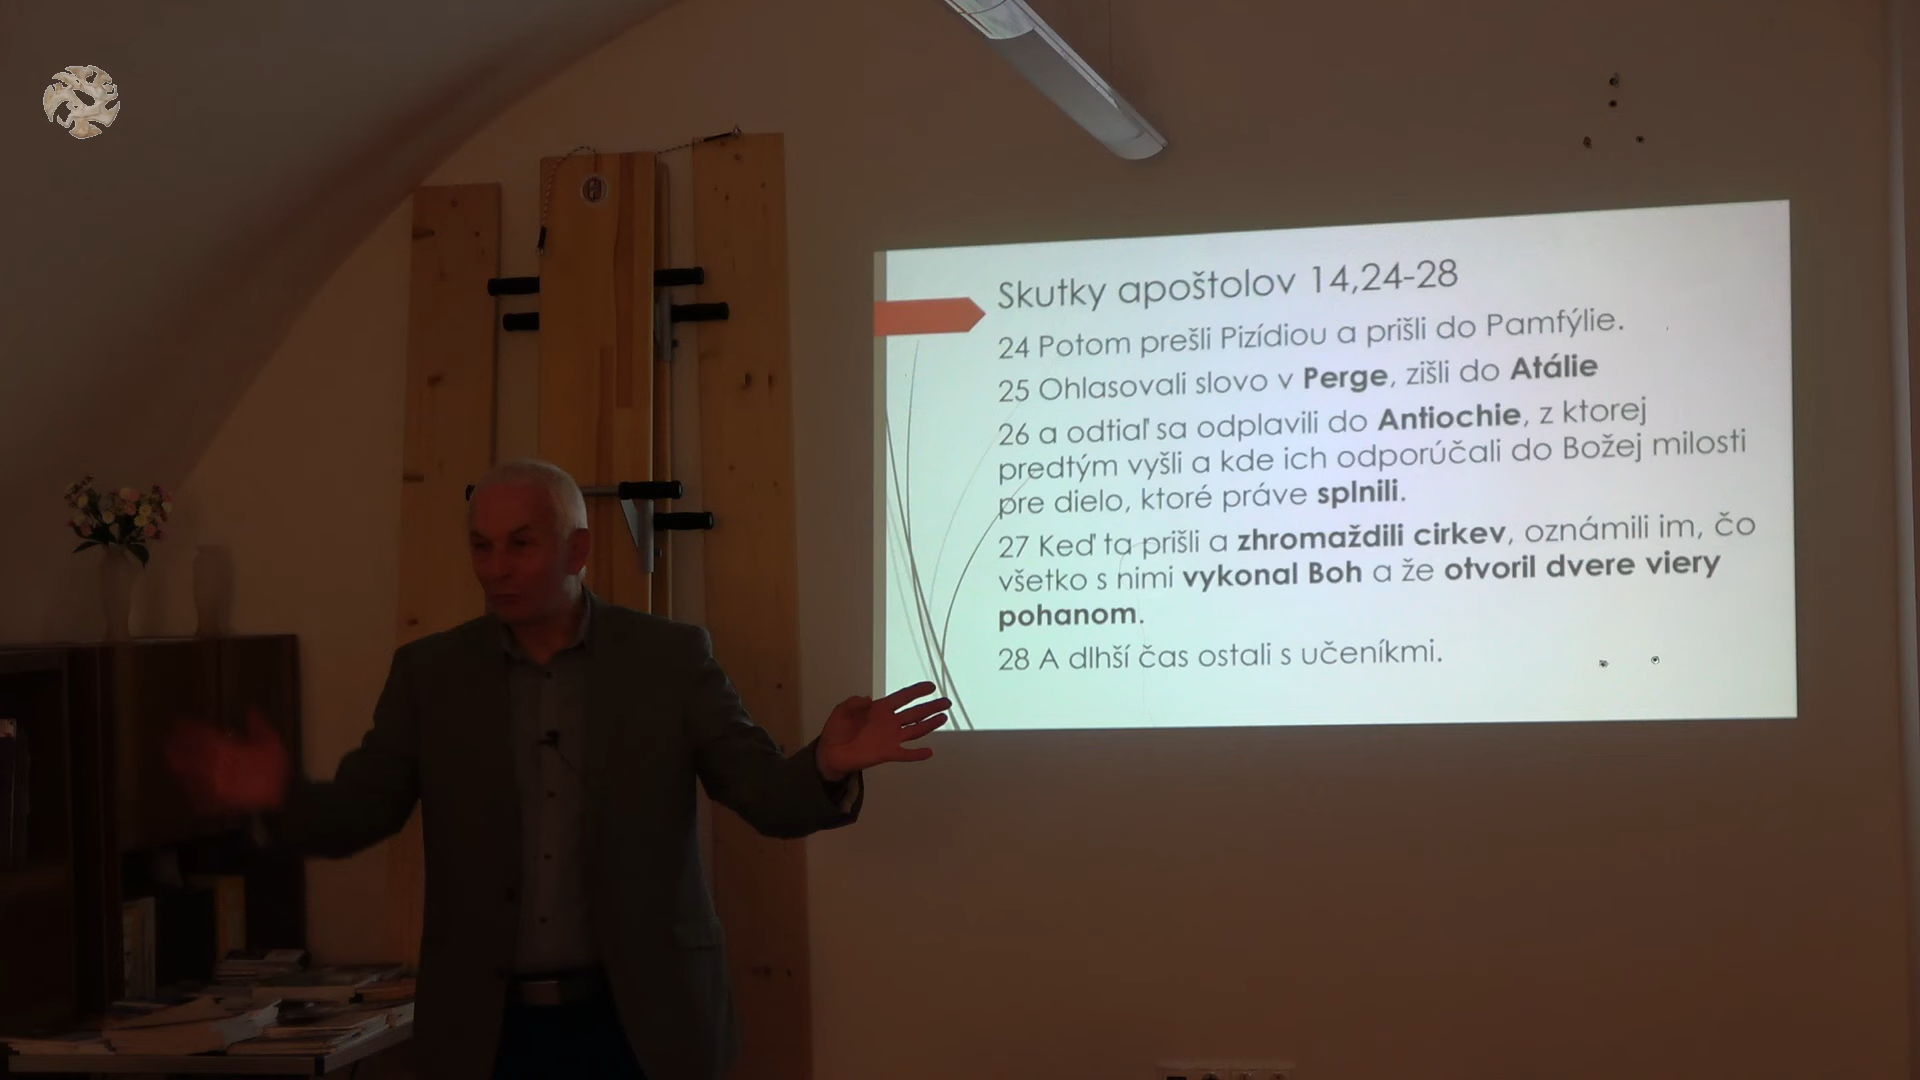 Skutky apoštolov 14,24-28
24 Potom prešli Pizídiou a prišli do Pamfýlie.
25 Ohlasovali slovo v Perge, zišli do Atálie
26 a odtiaľ sa odplavili do Antiochie, z ktorej
predtým vyšli a kde ich odporúčali do Božej milosti
pre dielo, ktoré práve splnili.
27 Keď ta prišli a zhromaždili cirkev, oznámili im, čo
všetko s nimi vykonal Boh a že otvoril dvere viery
pohanom.
28 A dlhší čas ostali s učeníkmi.